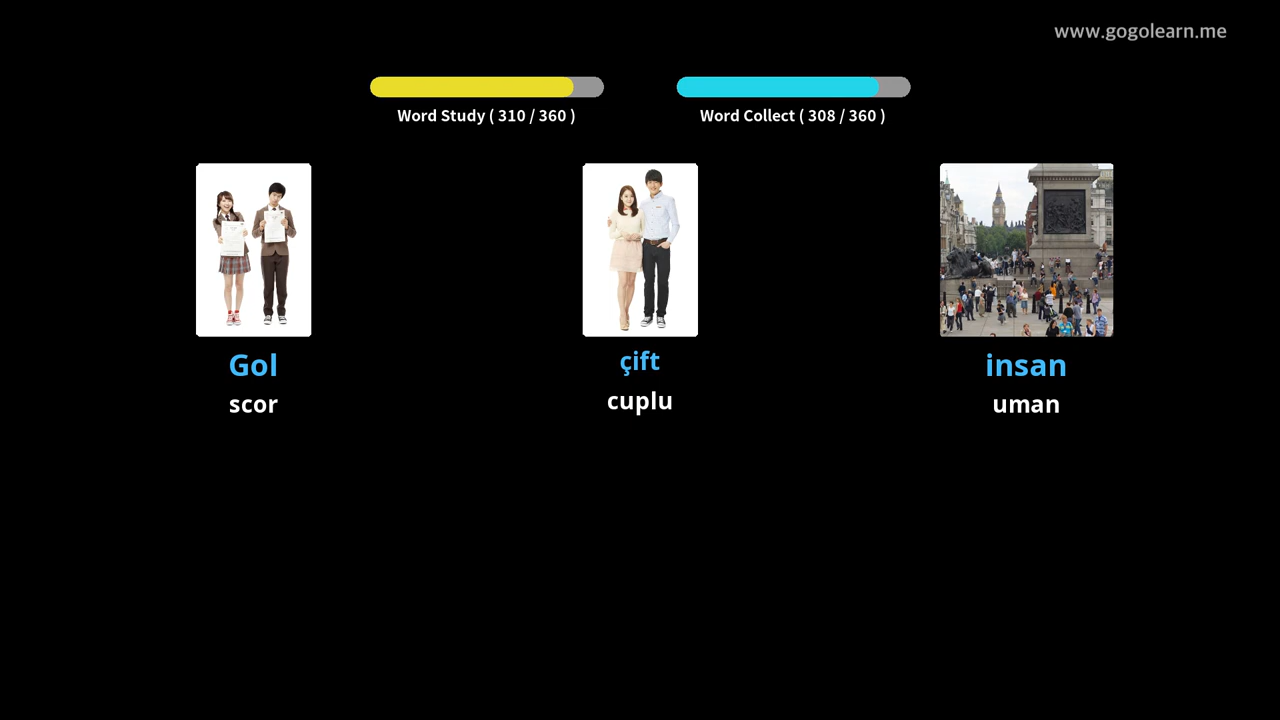 www.gogolearn.me
Word Study ( 310 / 360 )
Word Collect ( 308 / 360 )
Gol
scor
çift
cuplu
insan
uman